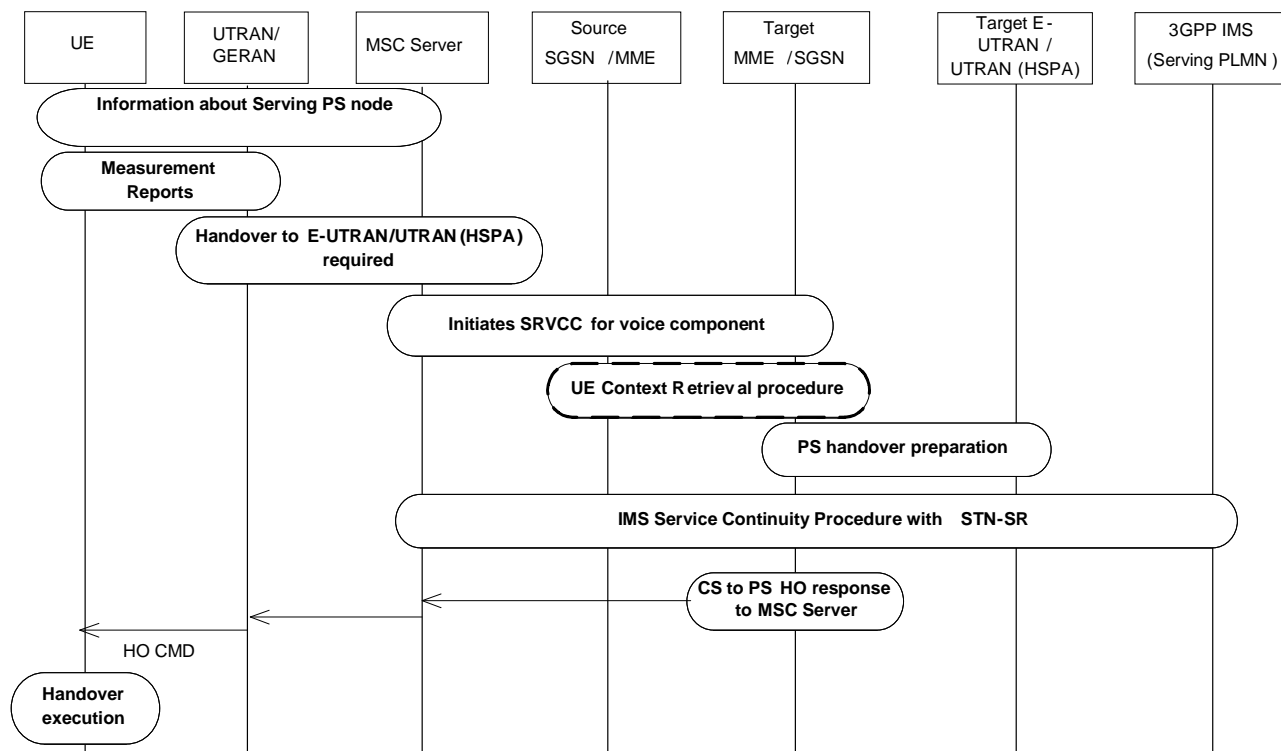 UE
UTRAN/
GERAN
MSC Server
Source
SGSN /MME
Target
MME /SGSN
Target E-
UTRAN /
UTRAN (HSPA)
3GPP IMS
(Serving PLMN )
Information about Serving PS node
Measurement
Reports
Handover to E-UTRAN/UTRAN (HSPA)
required
Initiates SRVCC for voice component
UE Context Retrieval procedure
PS handover preparation
IMS Service Continuity Procedure with STN-SR
CS to PS HO response
to MSC Server
HO CMD
Handover
execution